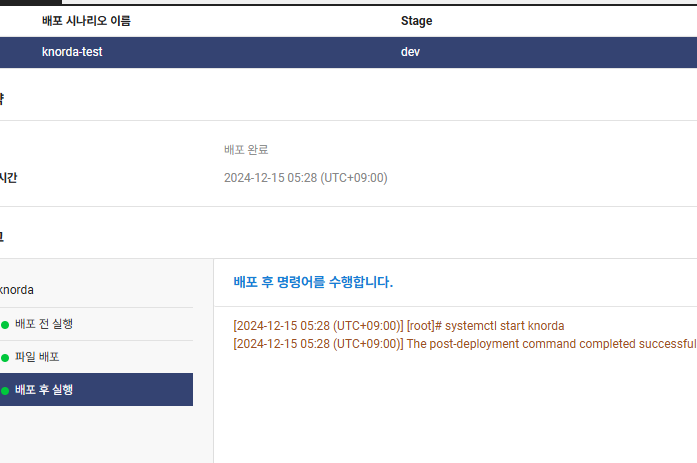 배포 시나리오 이름 Stage
knorda-test dev
약
배포 완료
시간 2024-12-15 05:28 (UTC+09:00)
그
knorda
배포 후 명령어를 수행합니다.
배포 전 실행
파일 배포
배포 후 실행
[2024-12-15 05:28 (UTC+09:00)] [root]# systemctl start knorda
[2024-12-15 05:28 (UTC+09:00)] The post-deployment command completed successful